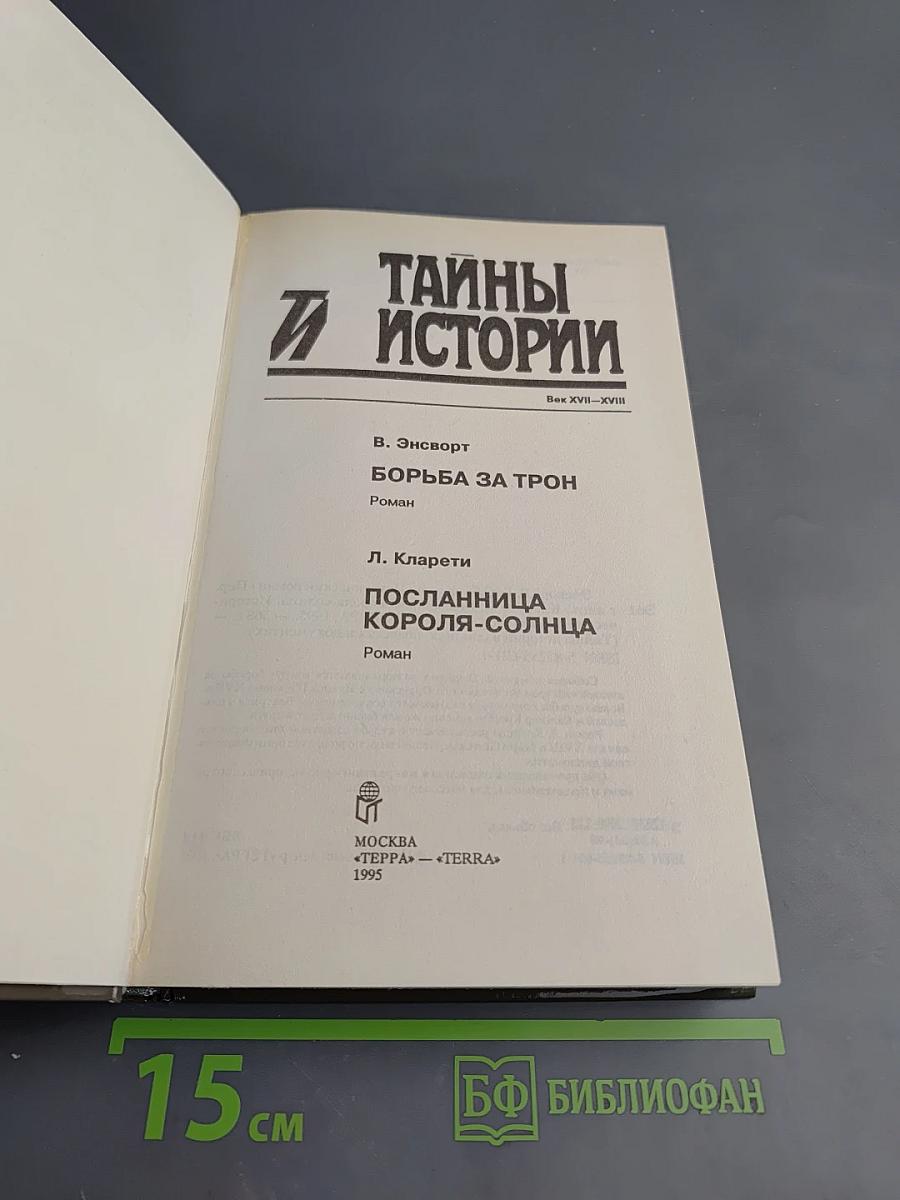 ТИ
ТАЙНЫ
ИСТОРИИ
Век XVII—XVIII
В. Энсворт
БОРЬБА ЗА ТРОН
Роман
Л. Кларети
ПОСЛАННИЦА
КОРОЛЯ-СОЛНЦА
Роман
МОСКВА
«ТЕРРА» — «TERRA»
1995
15 см
БФ БИБЛИОФАН